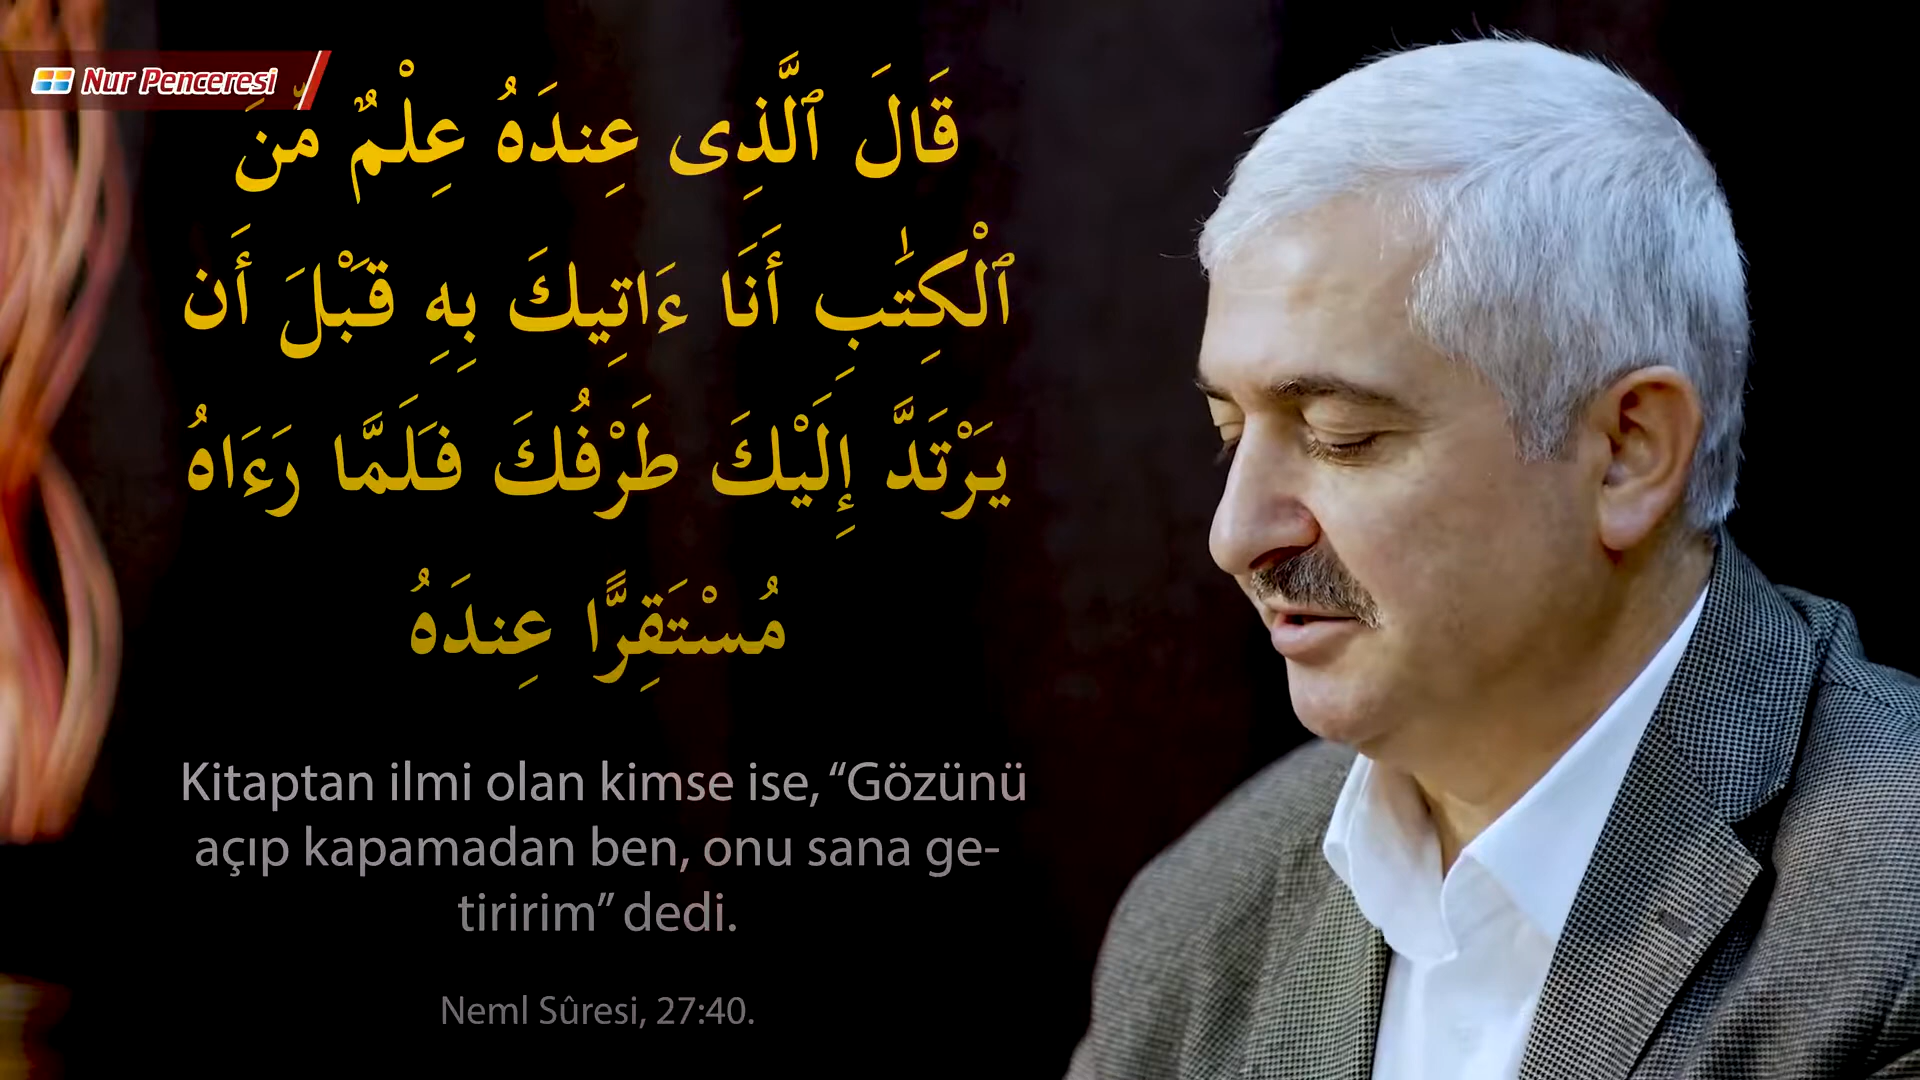 Nur Penceresi
قَالَ ٱلَّذِى عِندَهُ عِلْمٌ مِّنَ
ٱلْكِتَٰبِ أَنَا ءَاتِيكَ بِهِ قَبْلَ أَن
يَرْتَدَّ إِلَيْكَ طَرْفُكَ فَلَمَّا رَءَاهُ
مُسْتَقِرًّا عِندَهُ
Kitaptan ilmi olan kimse ise, “Gözünü
açıp kapamadan ben, onu sana ge-
tiririm” dedi.
Neml Sûresi, 27:40.